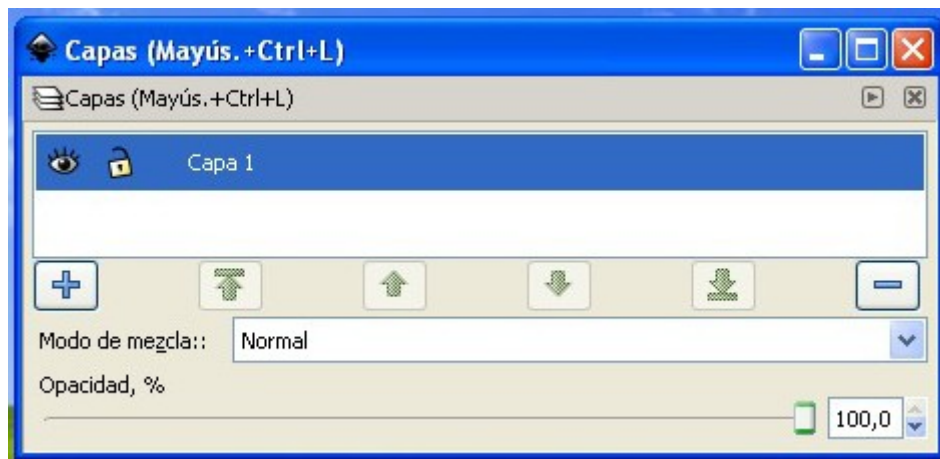 Capas (Mayús.+Ctrl+L)
Capas (Mayús.+Ctrl+L)
Capa 1
Modo de mezcla:: Normal
Opacidad, %
100,0